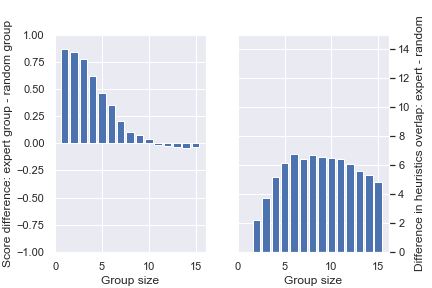 Score difference: expert group - random group
1.00
0.75
0.50
0.25
0.00
−0.25
−0.50
−0.75
−1.00
0 5 10 15
Group size
0 5 10 15
Group size
14
12
10
8
6
4
2
0
Difference in heuristics overlap: expert - random